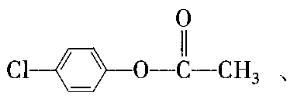 O
Cl—O—C—CH₃ 、